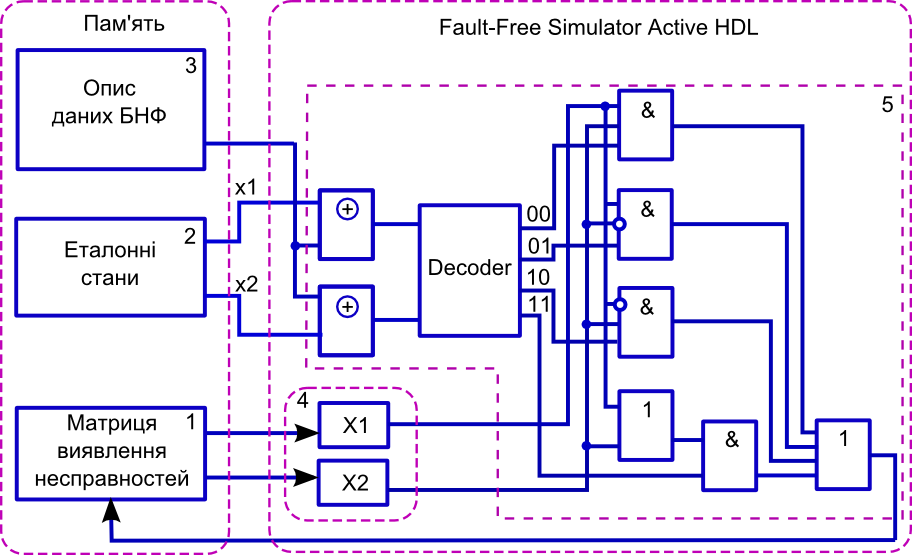 Пам'ять
Fault-Free Simulator Active HDL
3
Опис
даних БНФ
5
&
x1
2
Еталонні
стани
x2
+
+
Decoder
00
01
10
11
&
&
1
Матриця
виявлення
несправностей
4
X1
X2
1
&
1